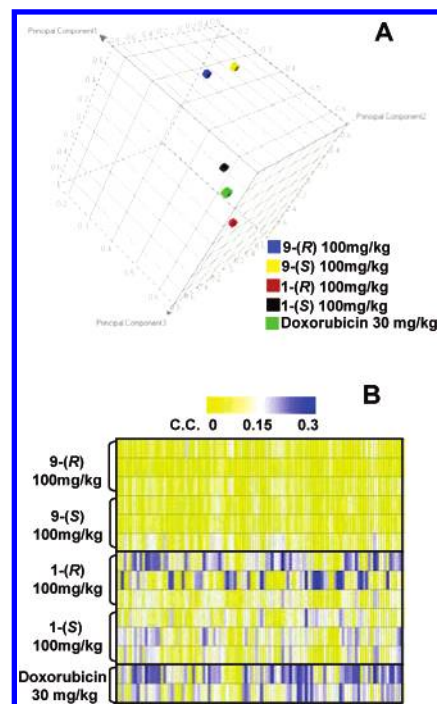 A
Principal Component1
Principal Component2
Principal Component3
9-(R) 100mg/kg
9-(S) 100mg/kg
1-(R) 100mg/kg
1-(S) 100mg/kg
Doxorubicin 30 mg/kg
B
C.C. 0 0.15 0.3
9-(R)
100mg/kg
9-(S)
100mg/kg
1-(R)
100mg/kg
1-(S)
100mg/kg
Doxorubicin
30 mg/kg